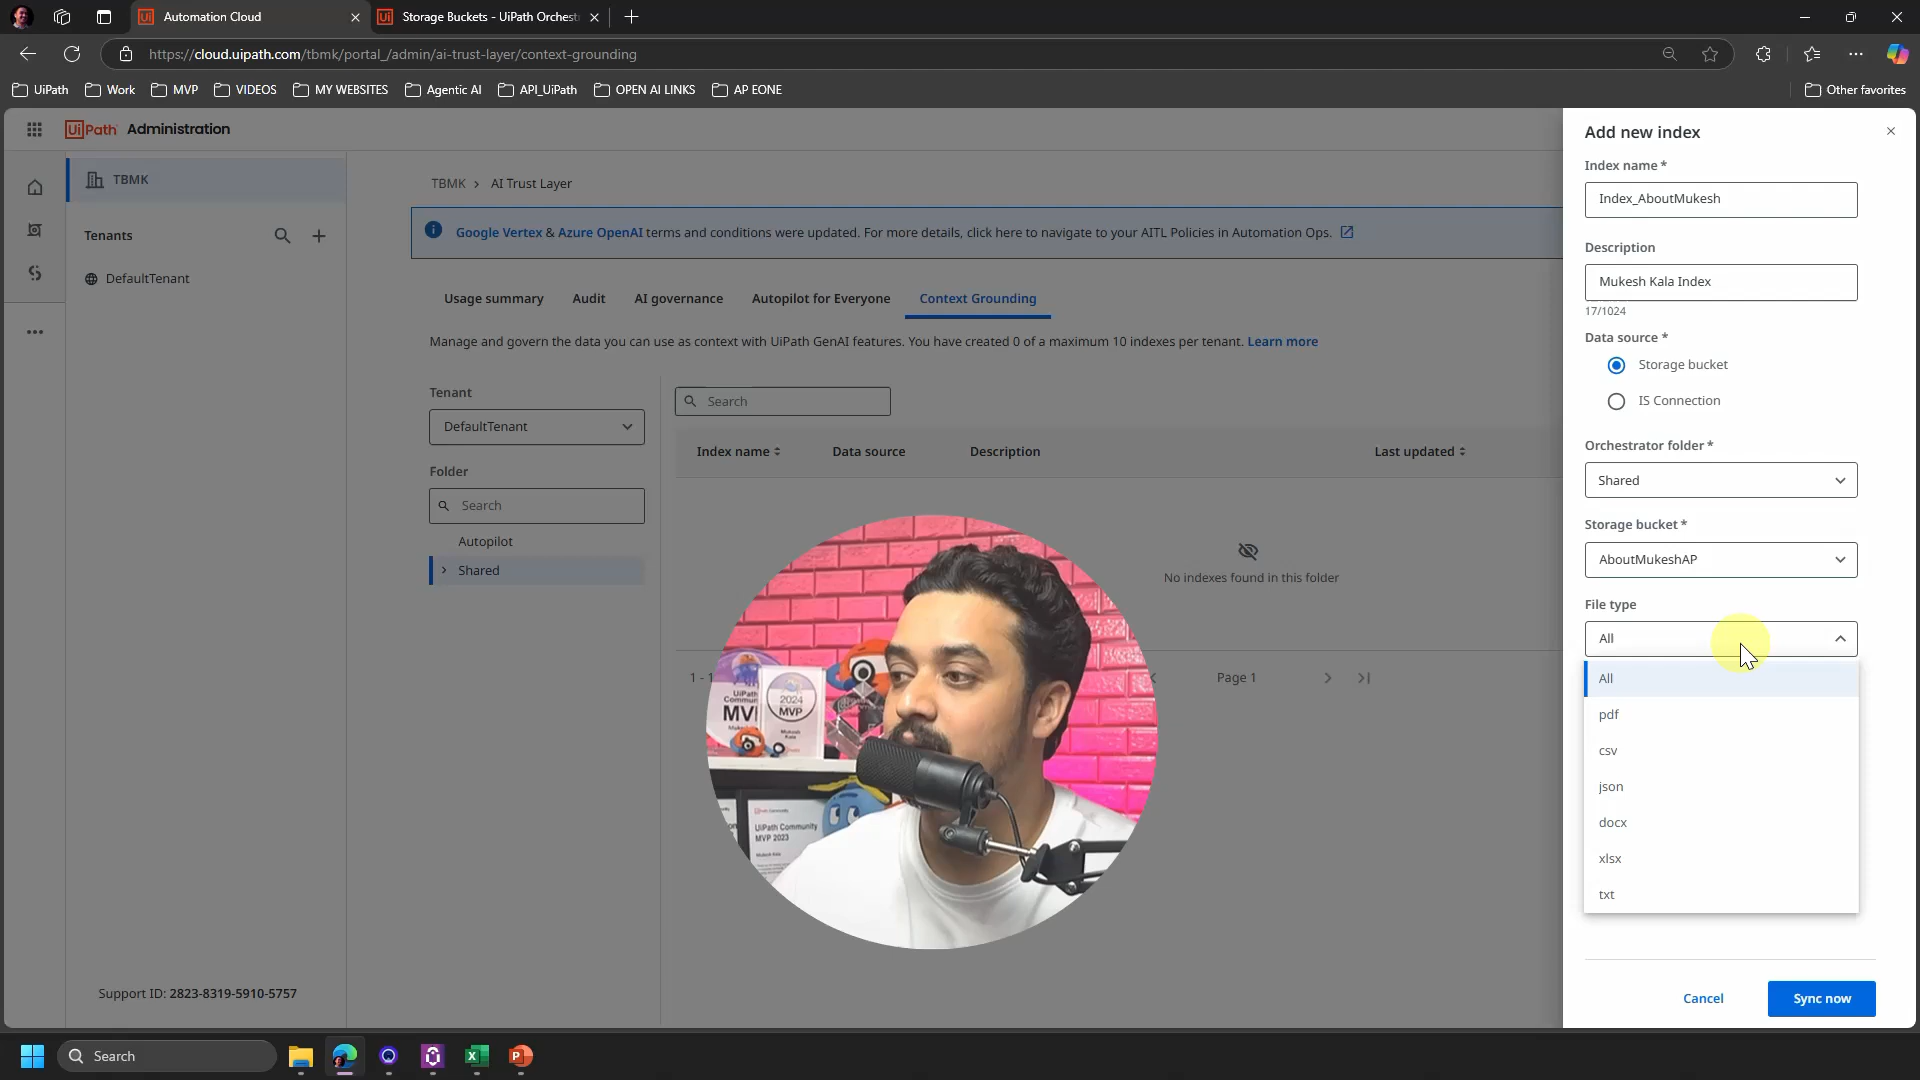 Automation Cloud
Storage Buckets - UiPath Orchest
https://cloud.uipath.com/tbmk/portal_/admin/ai-trust-layer/context-grounding
UiPath
Work
MVP
VIDEOS
MY WEBSITES
Agentic AI
API_UiPath
OPEN AI LINKS
AP EONE
Other favorites
UiPath Administration
TBMK
Tenants
DefaultTenant
Support ID: 2823-8319-5910-5757
TBMK > AI Trust Layer
Google Vertex & Azure OpenAI terms and conditions were updated. For more details, click here to navigate to your AITL Policies in Automation Ops.
Usage summary
Audit
AI governance
Autopilot for Everyone
Context Grounding
Manage and govern the data you can use as context with UiPath GenAI features. You have created 0 of a maximum 10 indexes per tenant. Learn more
Tenant
DefaultTenant
Folder
Search
Autopilot
Shared
Search
Index name
Data source
Description
Last updated
No indexes found in this folder
1 - 1
Page 1
UiPath
Commun
MV
2024
MVP
Mukesh
Kala
UiPath Community
MVP 2023
Mukesh Kala
Add new index
Index name *
Index_AboutMukesh
Description
Mukesh Kala Index
17/1024
Data source *
Storage bucket
IS Connection
Orchestrator folder *
Shared
Storage bucket *
AboutMukeshAP
File type
All
All
pdf
csv
json
docx
xlsx
txt
Cancel
Sync now
Search